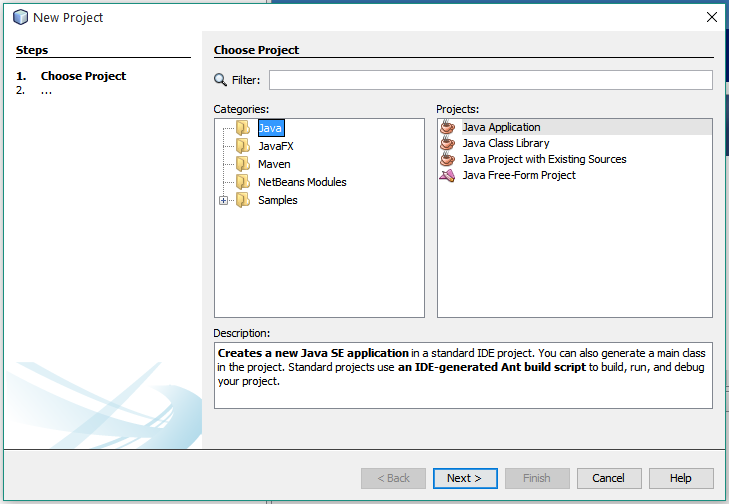 New Project
Steps
1. Choose Project
2. ...
Choose Project
Filter:
Categories:
Java
JavaFX
Maven
NetBeans Modules
Samples
Projects:
Java Application
Java Class Library
Java Project with Existing Sources
Java Free-Form Project
Description:
Creates a new Java SE application in a standard IDE project. You can also generate a main class
in the project. Standard projects use an IDE-generated Ant build script to build, run, and debug
your project.
< Back
Next >
Finish
Cancel
Help